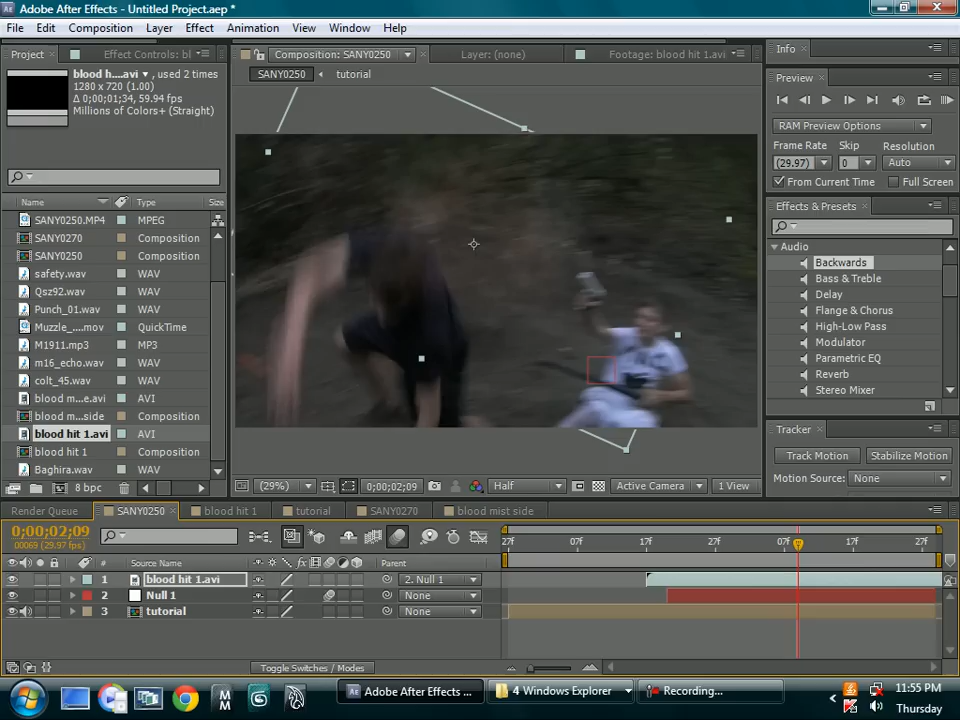 Adobe After Effects - Untitled Project.aep *
File Edit Composition Layer Effect Animation View Window Help
Project Effect Controls: bl
Composition: SANY0250 Layer: (none) Footage: blood hit 1.avi
Info
blood h....avi ▾, used 2 times
1280 x 720 (1.00)
Δ 0;00;01;34, 59.94 fps
Millions of Colors+ (Straight)
SANY0250 tutorial
Preview
RAM Preview Options
Frame Rate Skip Resolution
(29.97) 0 Auto
From Current Time Full Screen
Name Type Size
SANY0250.MP4 MPEG
SANY0270 Composition
SANY0250 Composition
safety.wav WAV
Qsz92.wav WAV
Punch_01.wav WAV
Muzzle_....mov QuickTime
M1911.mp3 MP3
m16_echo.wav WAV
colt_45.wav WAV
blood m...e.avi AVI
blood m...side Composition
blood hit 1.avi AVI
blood hit 1 Composition
Baghira.wav WAV
8 bpc
Effects & Presets
Audio
Backwards
Bass & Treble
Delay
Flange & Chorus
High-Low Pass
Modulator
Parametric EQ
Reverb
Stereo Mixer
Tracker
Track Motion Stabilize Motion
Motion Source: None
(29%) 0;00;02;09 Half Active Camera 1 View
Render Queue SANY0250 blood hit 1 tutorial SANY0270 blood mist side
0;00;02;09
00069 (29.97 fps)
27f 07f 17f 27f 07f 17f 27f
# Source Name Parent
1 blood hit 1.avi 2. Null 1
2 Null 1 None
3 tutorial None
Toggle Switches / Modes
Adobe After Effects ... 4 Windows Explorer Recording...
11:55 PM
Thursday